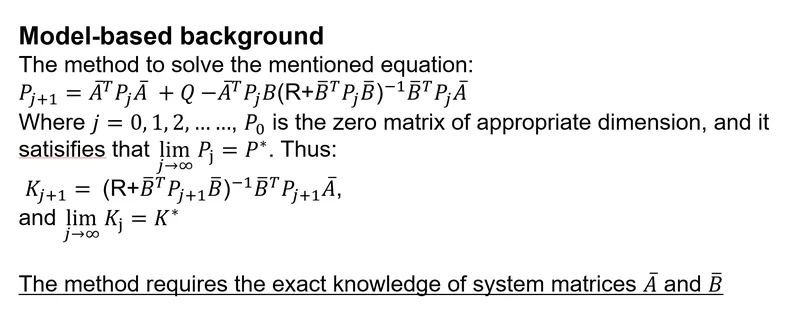 Model-based background
The method to solve the mentioned equation:
$P_{j+1} = \bar{A}^T P_j \bar{A} + Q - \bar{A}^T P_j B(R + \bar{B}^T P_j \bar{B})^{-1} \bar{B}^T P_j \bar{A}$
Where $j = 0, 1, 2, \ldots\ldots$, $P_0$ is the zero matrix of appropriate dimension, and it
satisifies that $\lim_{j \to \infty} P_j = P^*$. Thus:
$K_{j+1} = (R + \bar{B}^T P_{j+1} \bar{B})^{-1} \bar{B}^T P_{j+1} \bar{A}$,
and $\lim_{j \to \infty} K_j = K^*$
The method requires the exact knowledge of system matrices $\bar{A}$ and $\bar{B}$